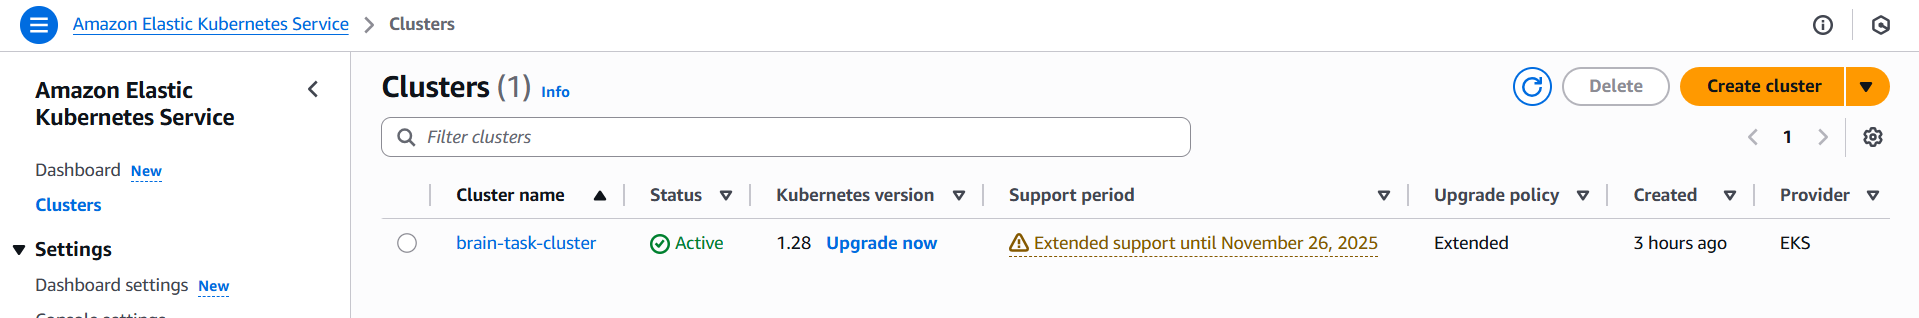 Amazon Elastic Kubernetes Service > Clusters
Amazon Elastic
Kubernetes Service
Dashboard New
Clusters
Settings
Dashboard settings New
Console settings
Clusters (1) Info
Delete
Create cluster
Filter clusters
1
Cluster name Status Kubernetes version Support period Upgrade policy Created Provider
brain-task-cluster Active 1.28 Upgrade now Extended support until November 26, 2025 Extended 3 hours ago EKS